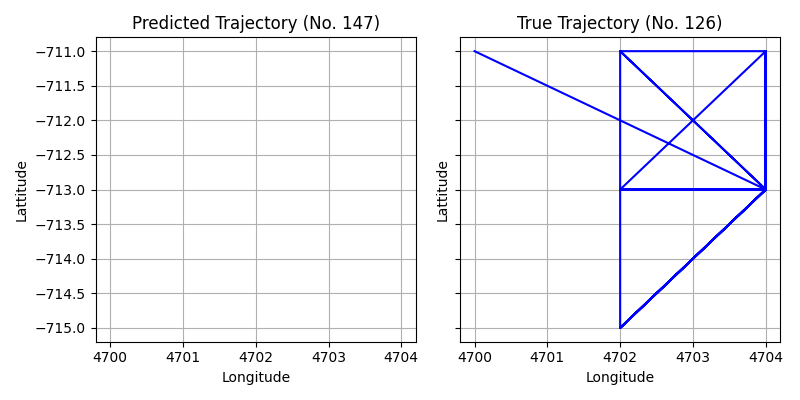 Predicted Trajectory (No. 147)
−711.0
−711.5
−712.0
−712.5
−713.0
−713.5
−714.0
−714.5
−715.0
Lattitude
4700 4701 4702 4703 4704
Longitude
True Trajectory (No. 126)
Lattitude
4700 4701 4702 4703 4704
Longitude